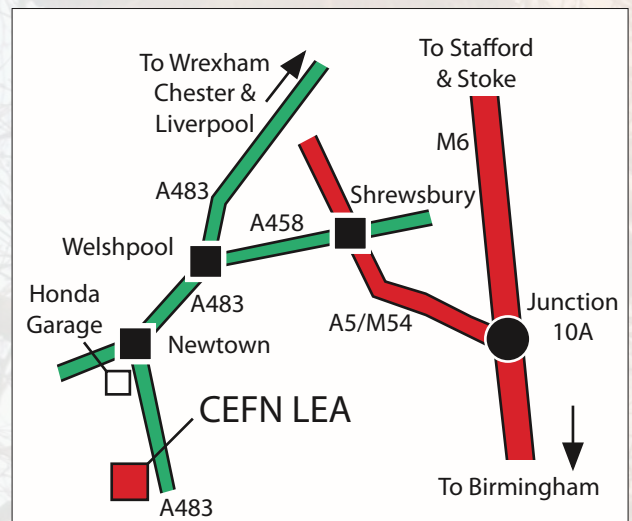 To Wrexham
Chester &
Liverpool
To Stafford
& Stoke
M6
A483
Shrewsbury
A458
Welshpool
A483
Honda
Garage
Newtown
A5/M54
Junction
10A
CEFN LEA
To Birmingham
A483